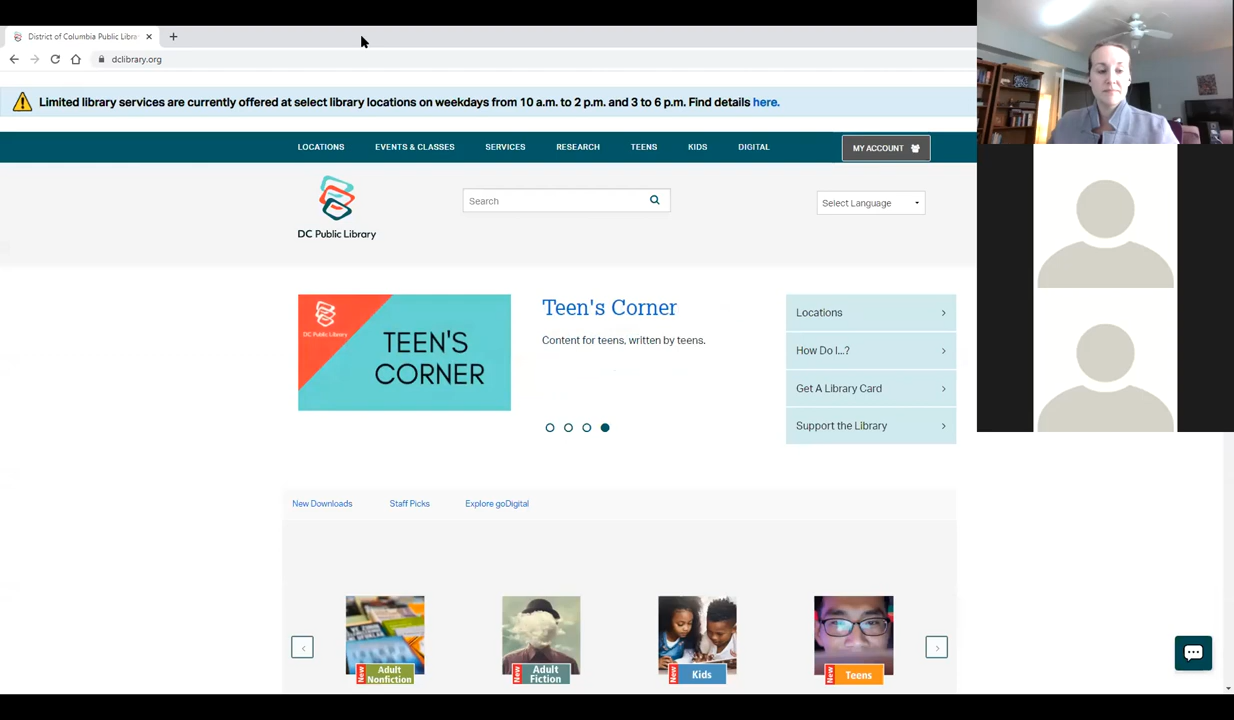 District of Columbia Public Libra
dclibrary.org
Limited library services are currently offered at select library locations on weekdays from 10 a.m. to 2 p.m. and 3 to 6 p.m. Find details here.
LOCATIONS EVENTS & CLASSES SERVICES RESEARCH TEENS KIDS DIGITAL MY ACCOUNT
Search
Select Language
DC Public Library
DC Public Library
TEEN'S
CORNER
Teen's Corner
Content for teens, written by teens.
Locations
How Do I...?
Get A Library Card
Support the Library
New Downloads Staff Picks Explore goDigital
New Adult
Nonfiction
New Adult
Fiction
New Kids
New Teens